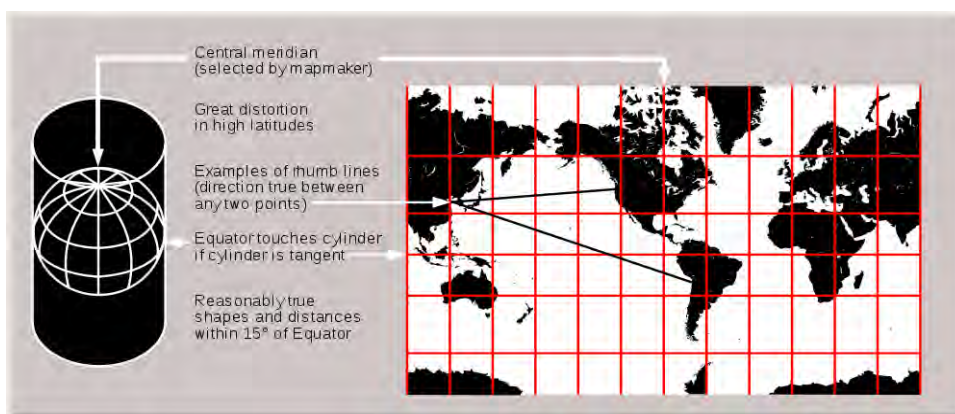 Central meridian
(selected by mapmaker)
Great distortion
in high latitudes
Examples of rhumb lines
(direction true between
any two points)
Equator touches cylinder
if cylinder is tangent
Reasonably true
shapes and distances
within 15° of Equator